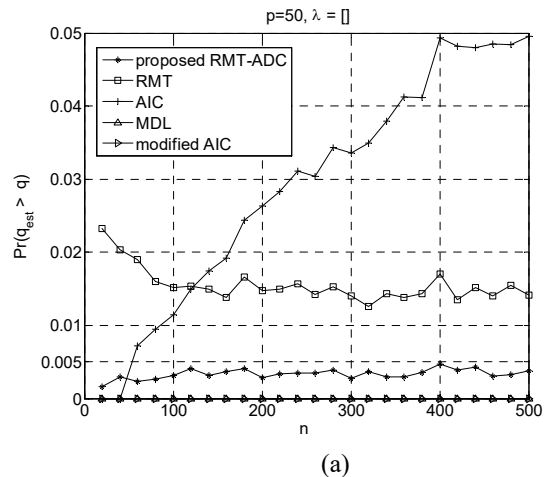 p=50, λ = []
proposed RMT-ADC
RMT
AIC
MDL
modified AIC
Pr(q_est > q)
0.05
0.04
0.03
0.02
0.01
0.005
0
0 100 200 300 400 500
n
(a)